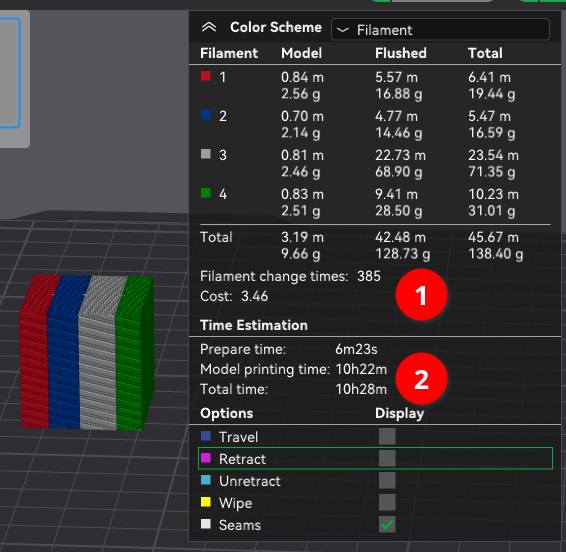 Color Scheme Filament
Filament Model Flushed Total
1 0.84 m 5.57 m 6.41 m
2.56 g 16.88 g 19.44 g
2 0.70 m 4.77 m 5.47 m
2.14 g 14.46 g 16.59 g
3 0.81 m 22.73 m 23.54 m
2.46 g 68.90 g 71.35 g
4 0.83 m 9.41 m 10.23 m
2.51 g 28.50 g 31.01 g
Total 3.19 m 42.48 m 45.67 m
9.66 g 128.73 g 138.40 g
Filament change times: 385
Cost: 3.46
1
Time Estimation
Prepare time: 6m23s
Model printing time: 10h22m
2
Total time: 10h28m
Options Display
Travel
Retract
Unretract
Wipe
Seams